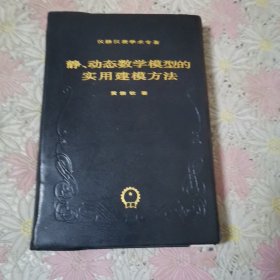 仪器仪表学术专著
静、动态数学模型的
实用建模方法
著